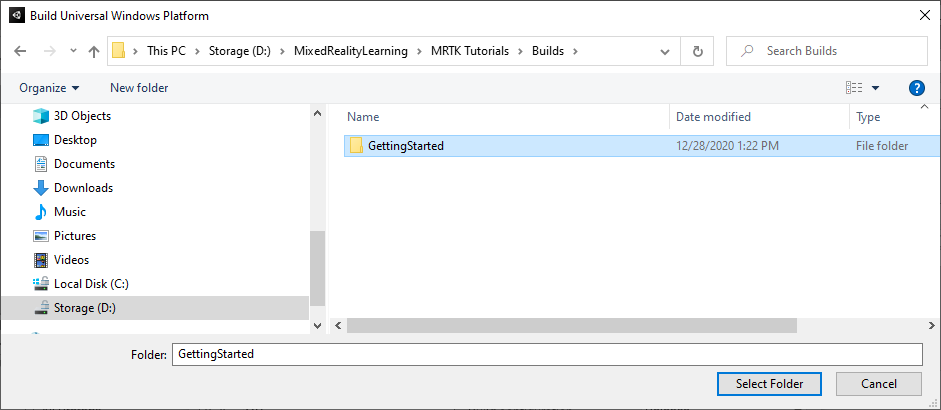 Build Universal Windows Platform
This PC > Storage (D:) > MixedRealityLearning > MRTK Tutorials > Builds >
Search Builds
Organize
New folder
?
3D Objects
Desktop
Documents
Downloads
Music
Pictures
Videos
Local Disk (C:)
Storage (D:)
Name Date modified Type
GettingStarted 12/28/2020 1:22 PM File folder
Folder: GettingStarted
Select Folder Cancel